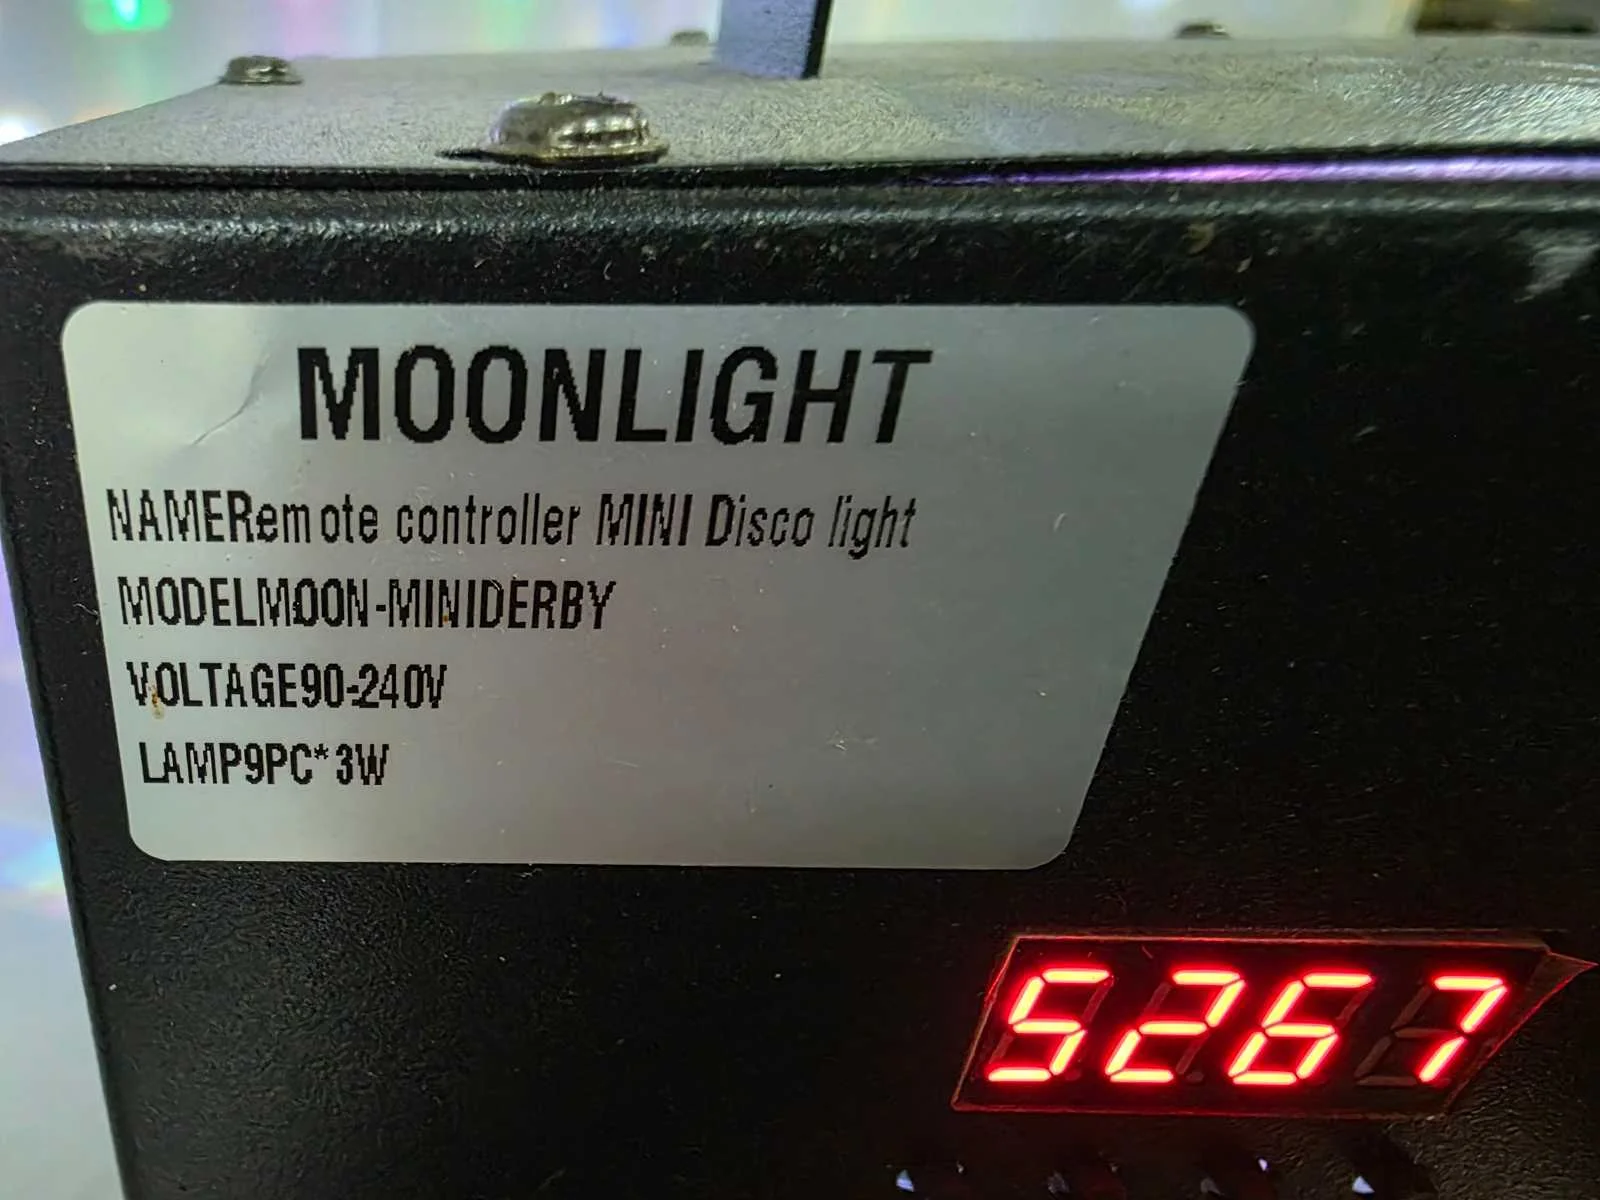 MOONLIGHT
NAMERemote controller MINI Disco light
MODELMOON-MINIDERBY
VOLTAGE90-240V
LAMP9PC*3W
5267